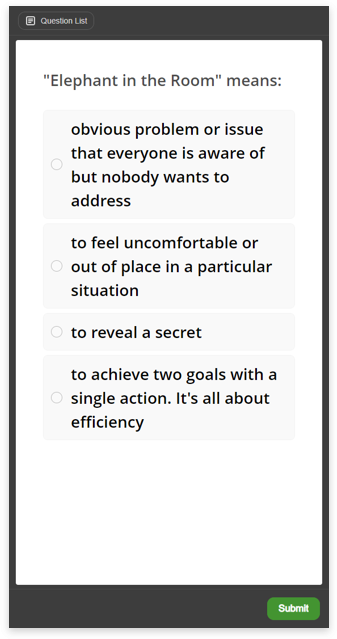 Question List
"Elephant in the Room" means:
obvious problem or issue
that everyone is aware of
but nobody wants to
address
to feel uncomfortable or
out of place in a particular
situation
to reveal a secret
to achieve two goals with a
single action. It's all about
efficiency
Submit